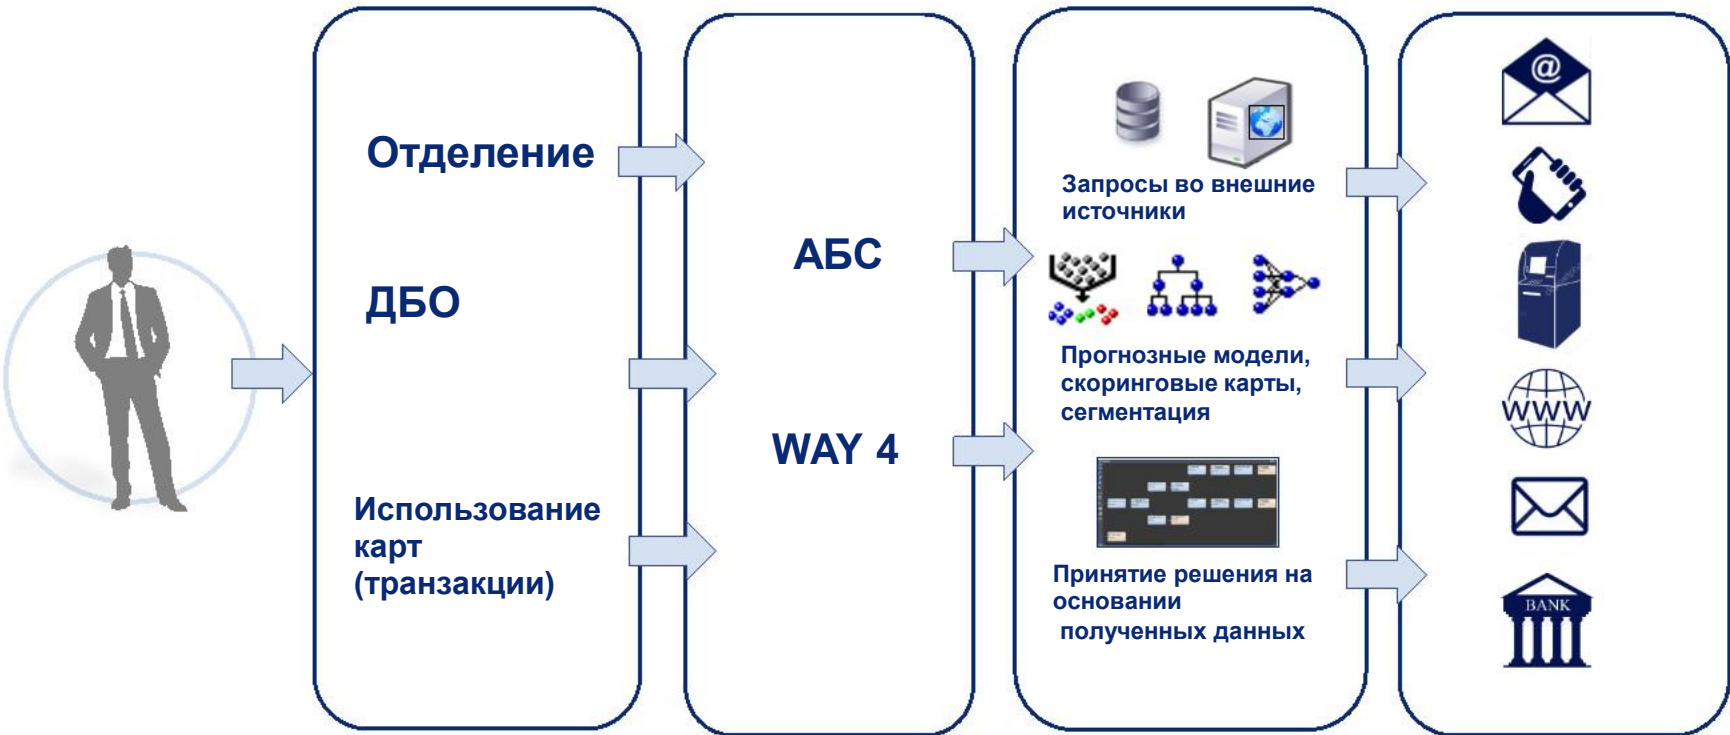 Отделение
ДБО
Использование
карт
(транзакции)
АБС
WAY 4
Запросы во внешние
источники
Прогнозные модели,
скоринговые карты,
сегментация
Принятие решения на
основании
полученных данных
@
WWW
BANK